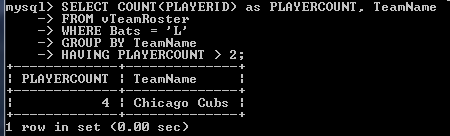 mysql> SELECT COUNT(PLAYERID) as PLAYERCOUNT, TeamName
    -> FROM vTeamRoster
    -> WHERE Bats = 'L'
    -> GROUP BY TeamName
    -> HAVING PLAYERCOUNT > 2;
+-------------+--------------+
| PLAYERCOUNT | TeamName     |
+-------------+--------------+
|           4 | Chicago Cubs |
+-------------+--------------+
1 row in set (0.00 sec)